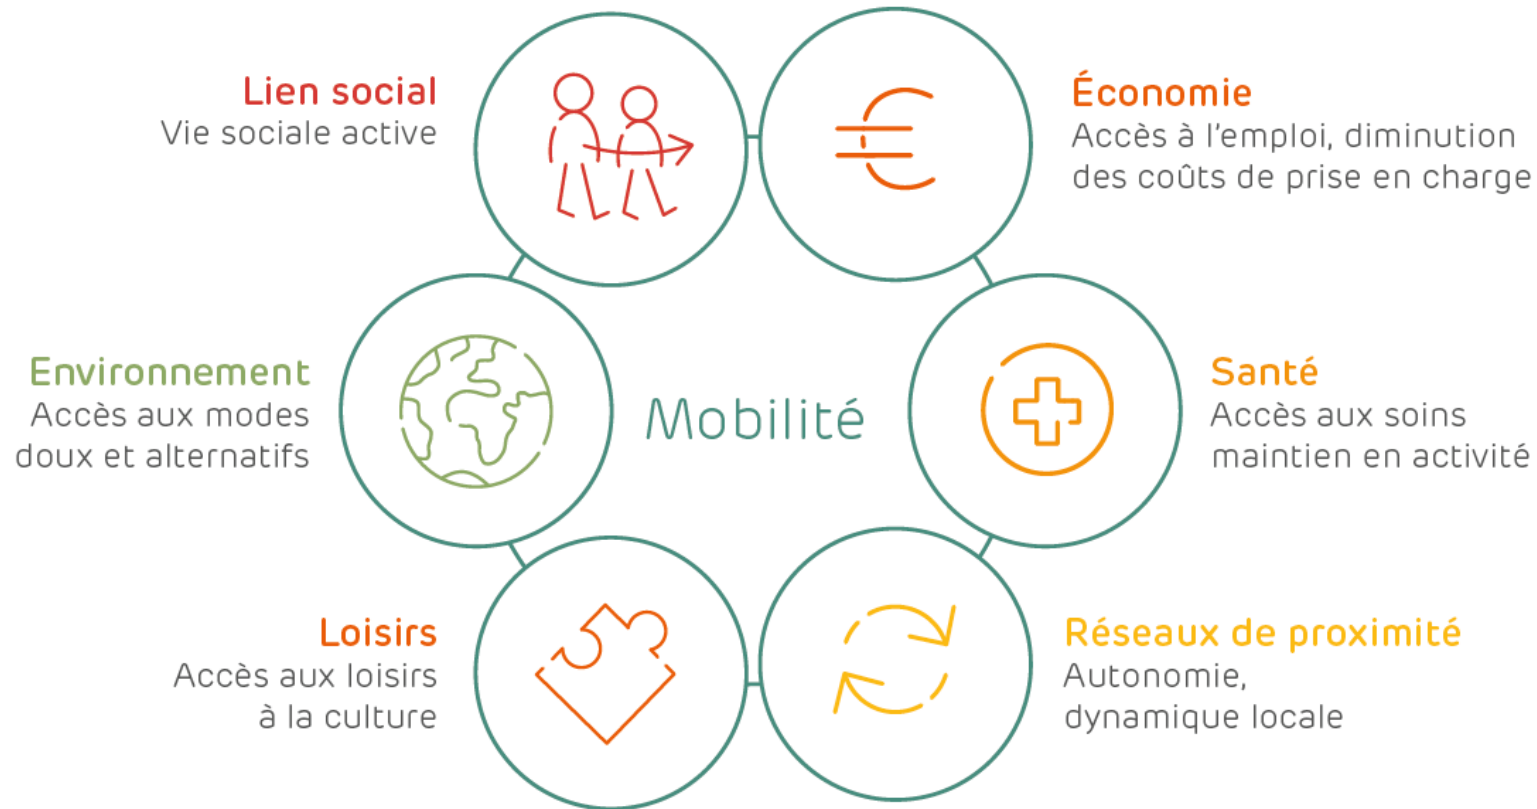 Lien social
Vie sociale active
Économie
Accès à l'emploi, diminution
des coûts de prise en charge
Environnement
Accès aux modes
doux et alternatifs
Mobilité
Santé
Accès aux soins
maintien en activité
Loisirs
Accès aux loisirs
à la culture
Réseaux de proximité
Autonomie,
dynamique locale